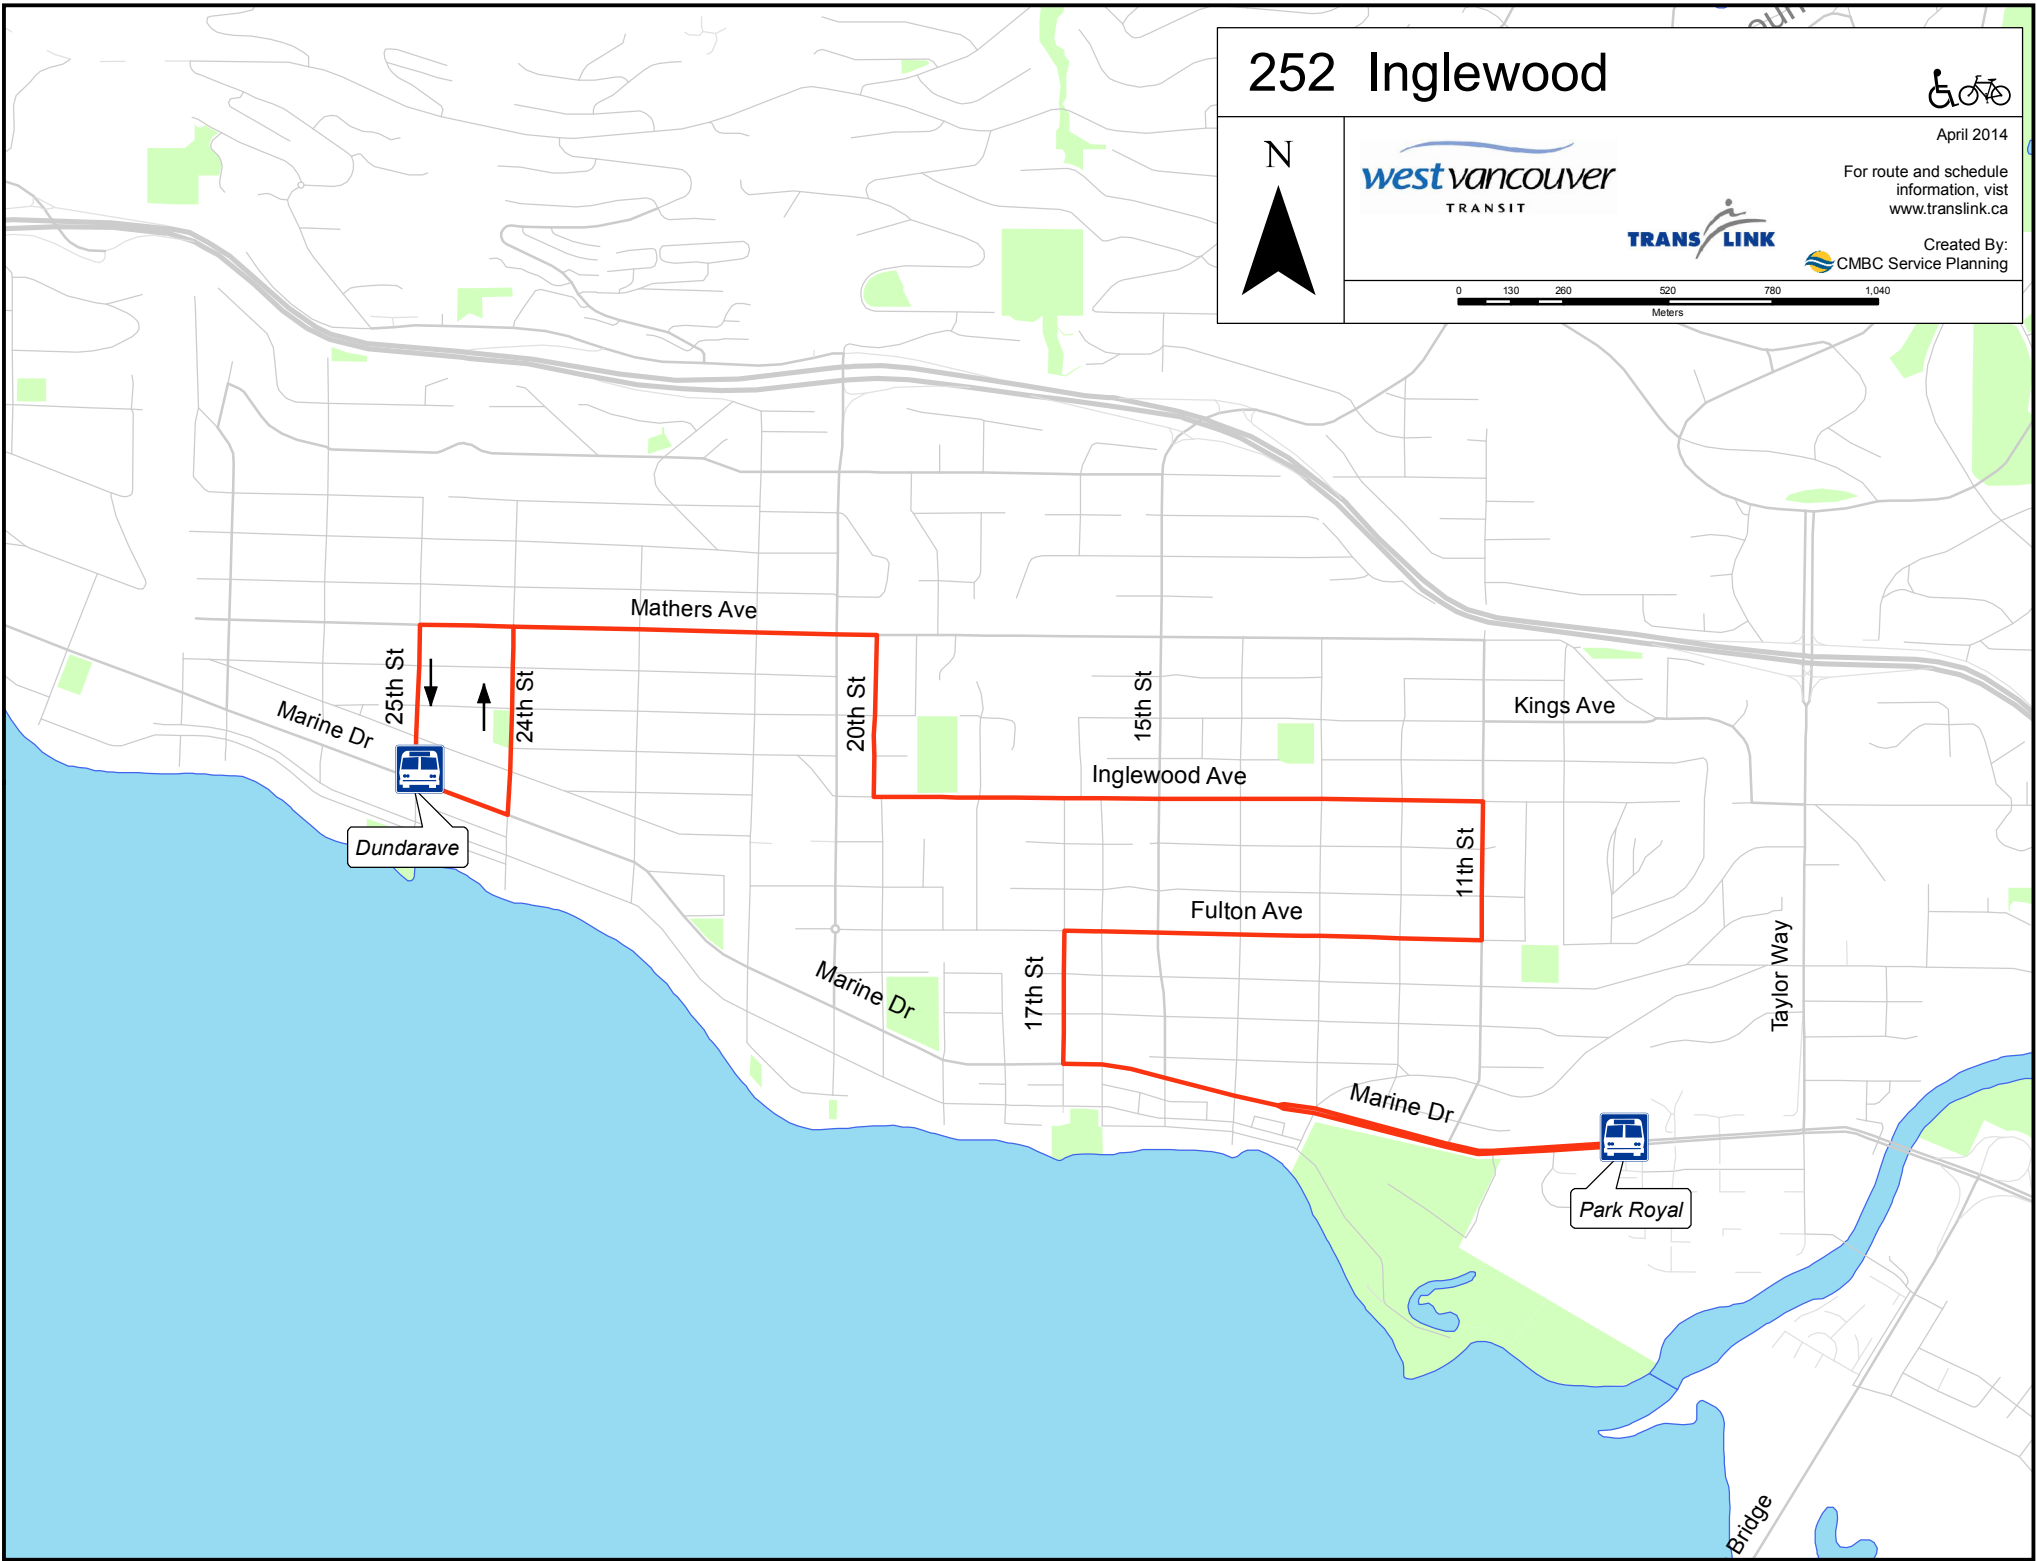 252 Inglewood
N
west vancouver
TRANSIT
TRANS LINK
April 2014
For route and schedule
information, vist
www.translink.ca
Created By:
CMBC Service Planning
0 130 260 520 780 1,040
Meters
Mathers Ave
25th St
24th St
Marine Dr
20th St
15th St
Kings Ave
Inglewood Ave
Dundarave
11th St
Fulton Ave
17th St
Marine Dr
Taylor Way
Marine Dr
Park Royal
Bridge